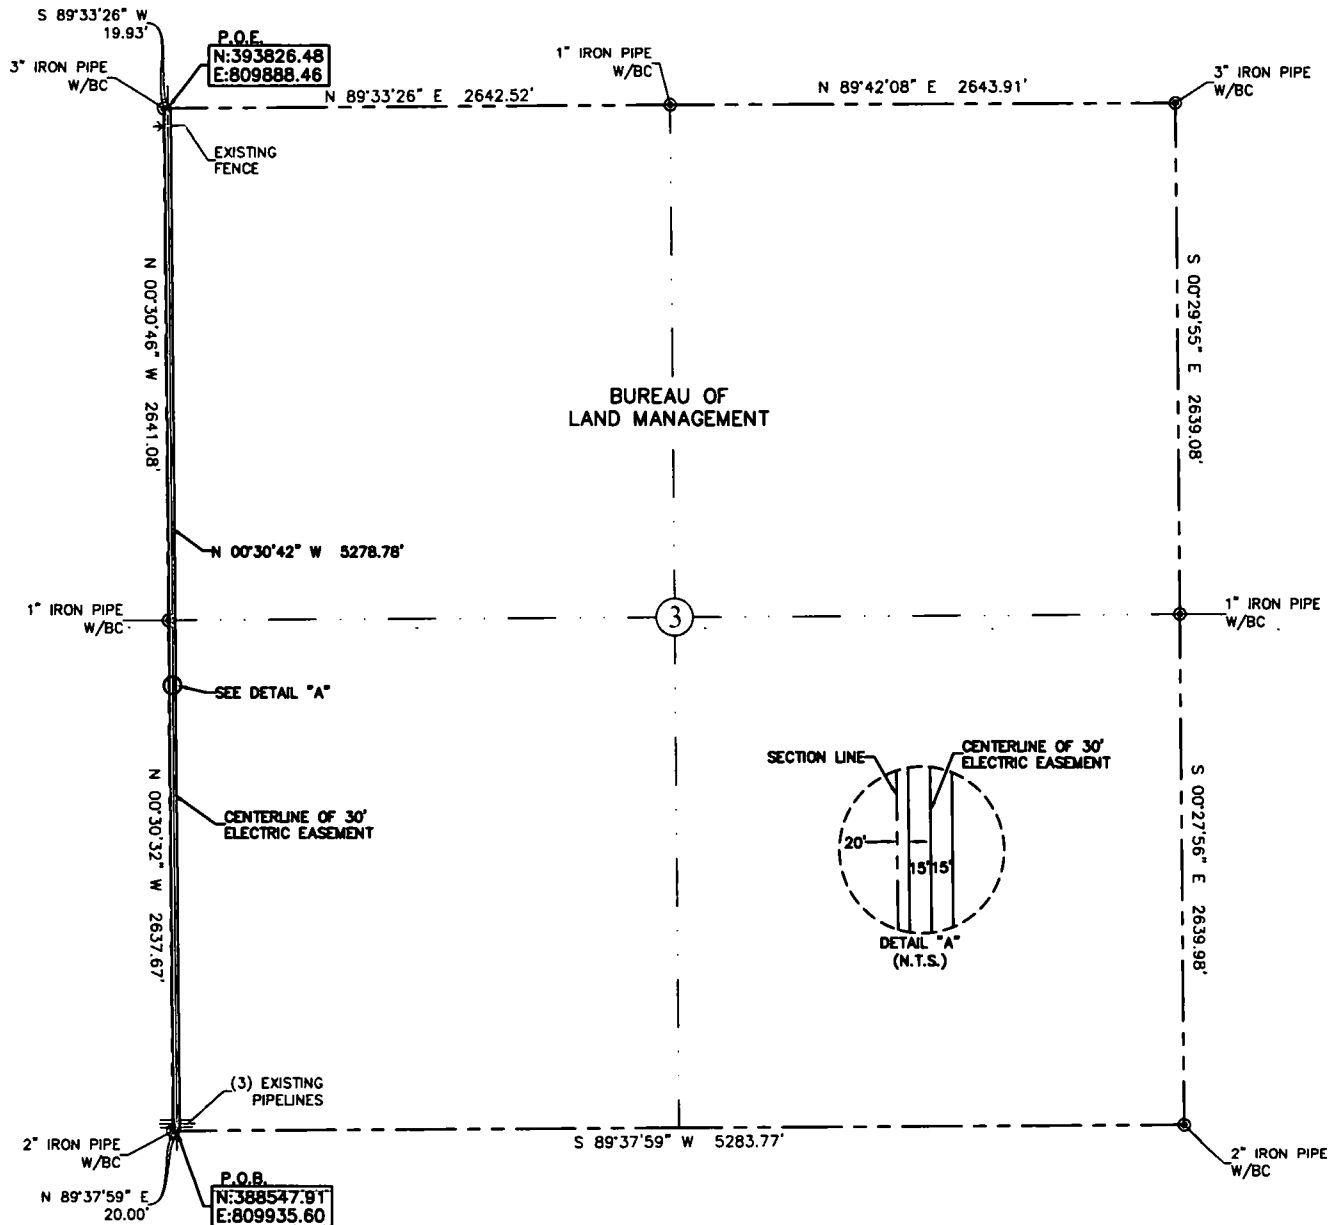 S 89°33'26" W
19.93'
P.O.E.
N:393826.48
E:809888.46
3" IRON PIPE
W/BC
1" IRON PIPE
W/BC
3" IRON PIPE
W/BC
N 89°33'26" E 2642.52'
N 89°42'08" E 2643.91'
EXISTING
FENCE
N 00°30'46" W 2641.08'
S 00°29'55" E 2639.08'
BUREAU OF
LAND MANAGEMENT
N 00°30'42" W 5278.78'
1" IRON PIPE
W/BC
3
1" IRON PIPE
W/BC
SEE DETAIL "A"
SECTION LINE
CENTERLINE OF 30'
ELECTRIC EASEMENT
N 00°30'32" W 2637.67'
CENTERLINE OF 30'
ELECTRIC EASEMENT
S 00°27'56" E 2639.98'
20'
15' 15'
DETAIL "A"
(N.T.S.)
(3) EXISTING
PIPELINES
2" IRON PIPE
W/BC
S 89°37'59" W 5283.77'
2" IRON PIPE
W/BC
P.O.B.
N:388547.91
E:809935.60
N 89°37'59" E
20.00'